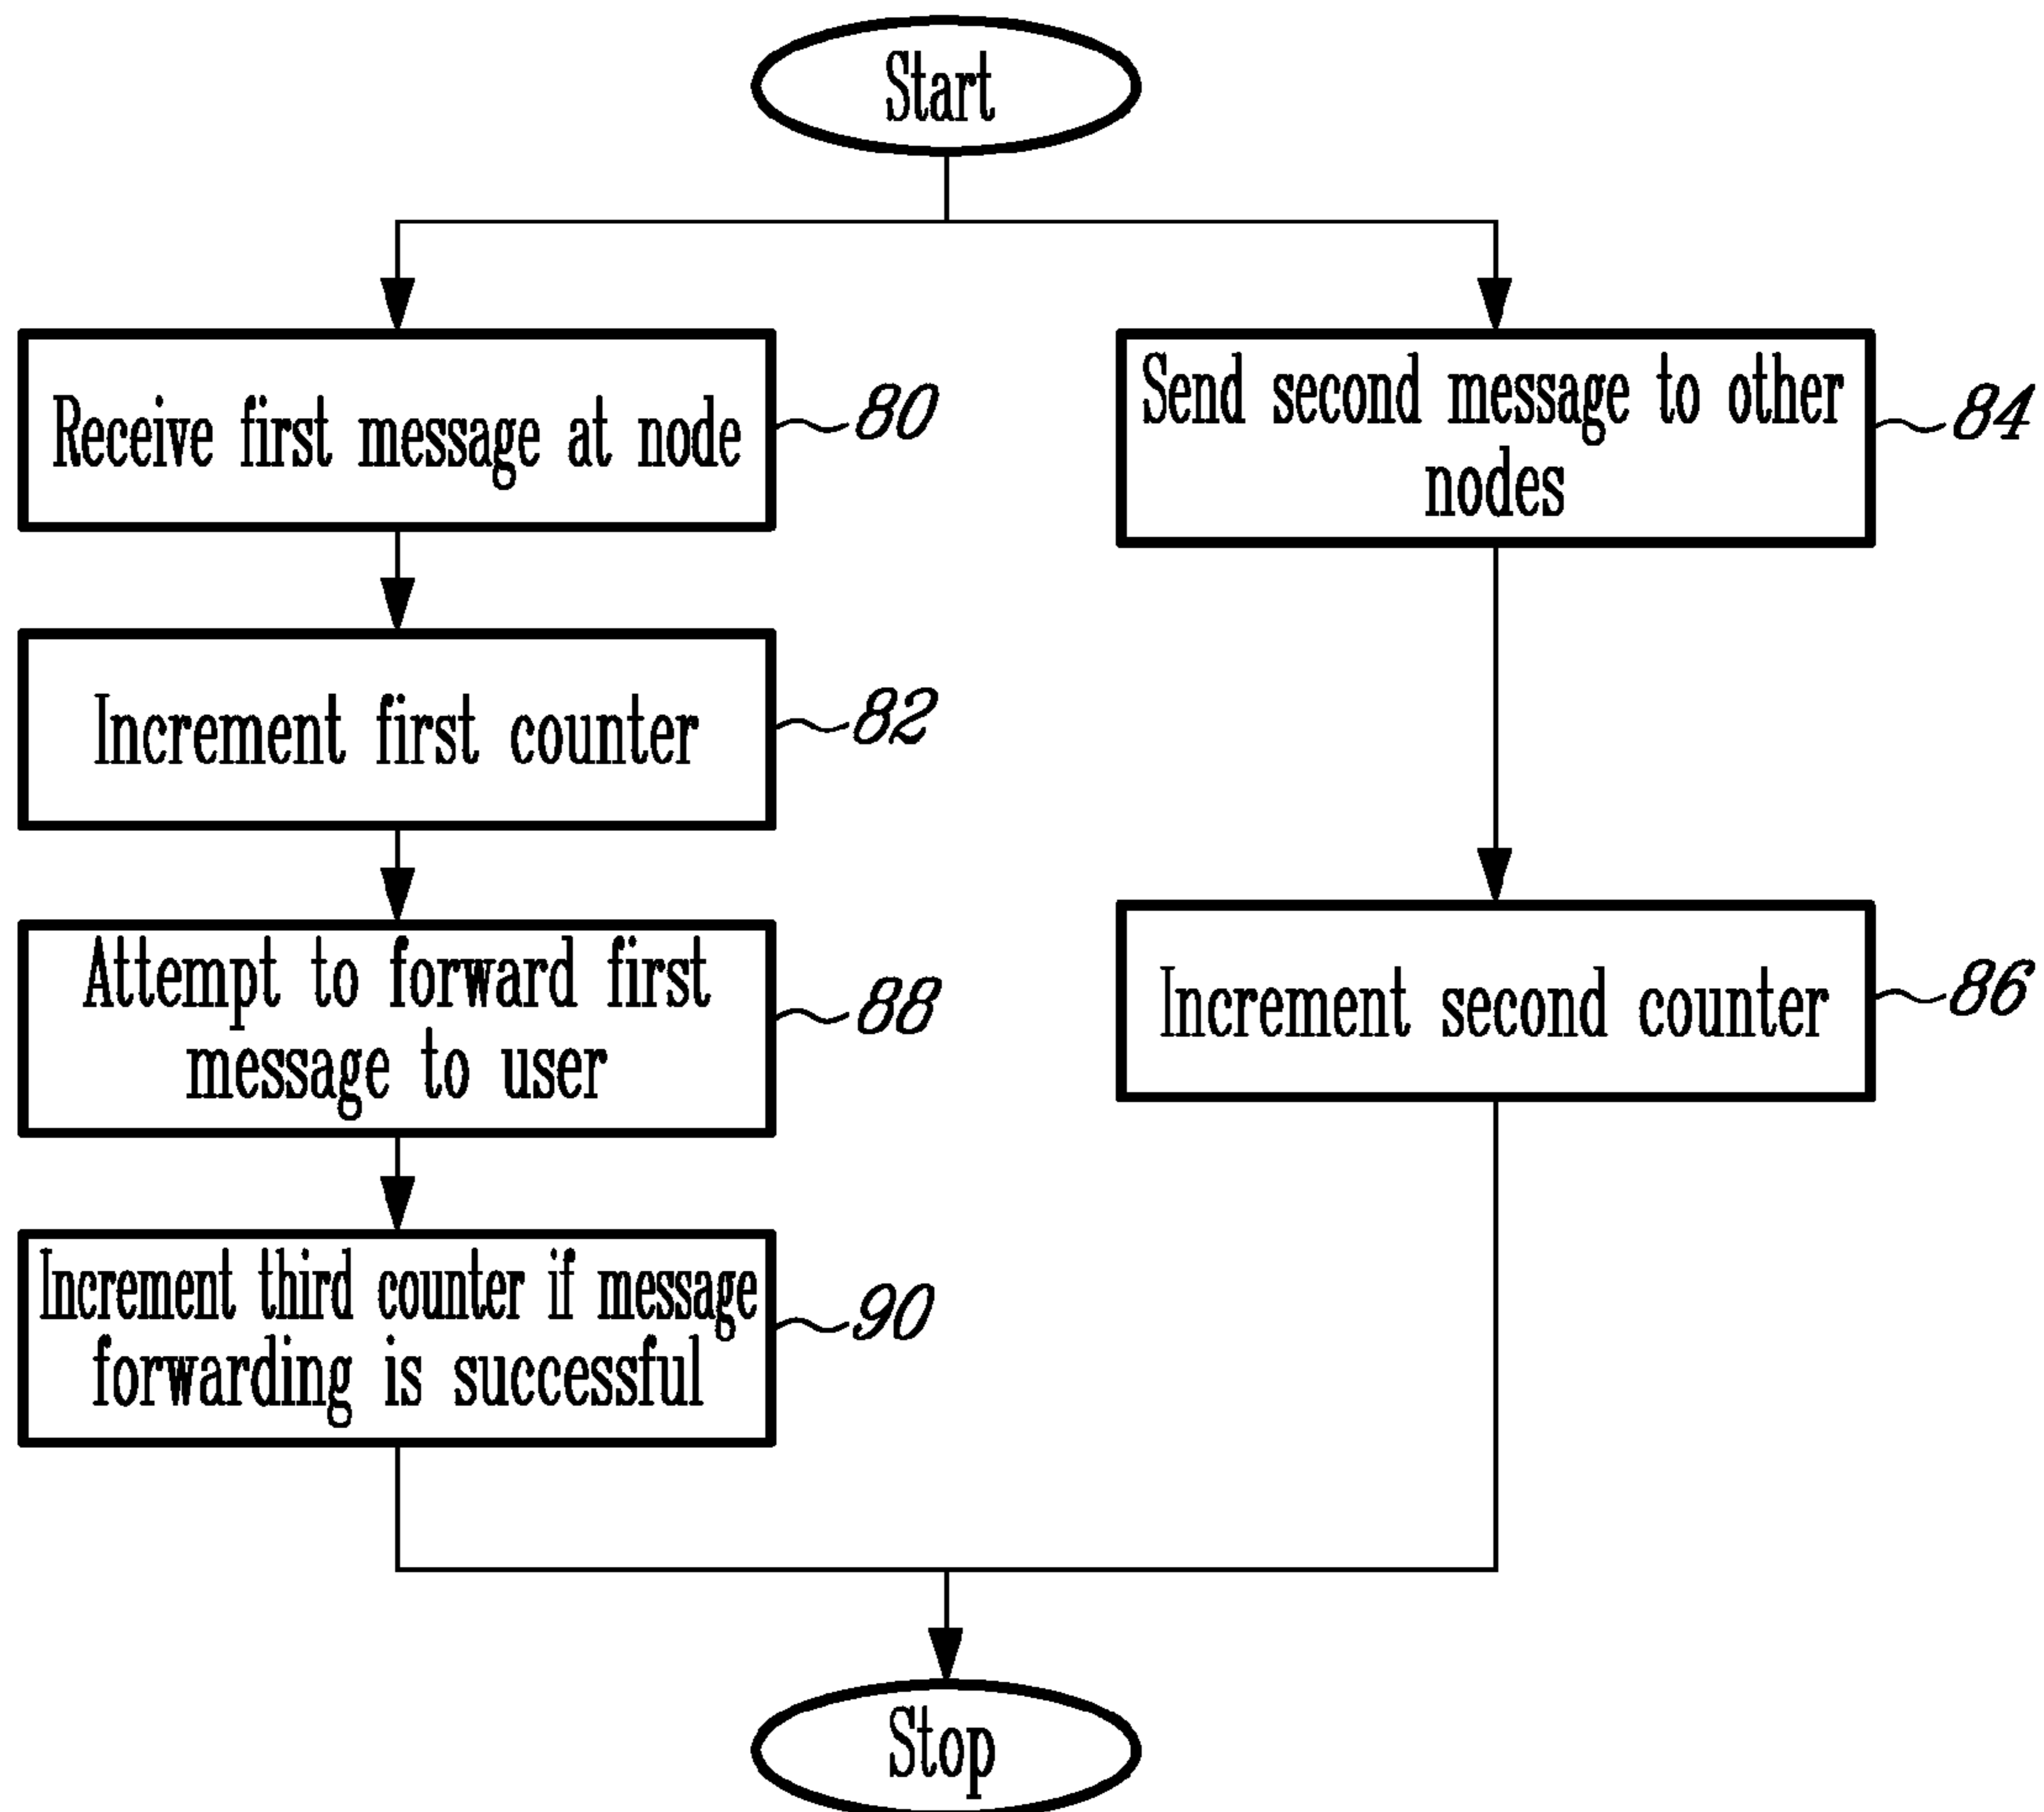 Start
Receive first message at node
80
Send second message to other
nodes
84
Increment first counter
82
Attempt to forward first
message to user
88
Increment second counter
86
Increment third counter if message
forwarding is successful
90
Stop